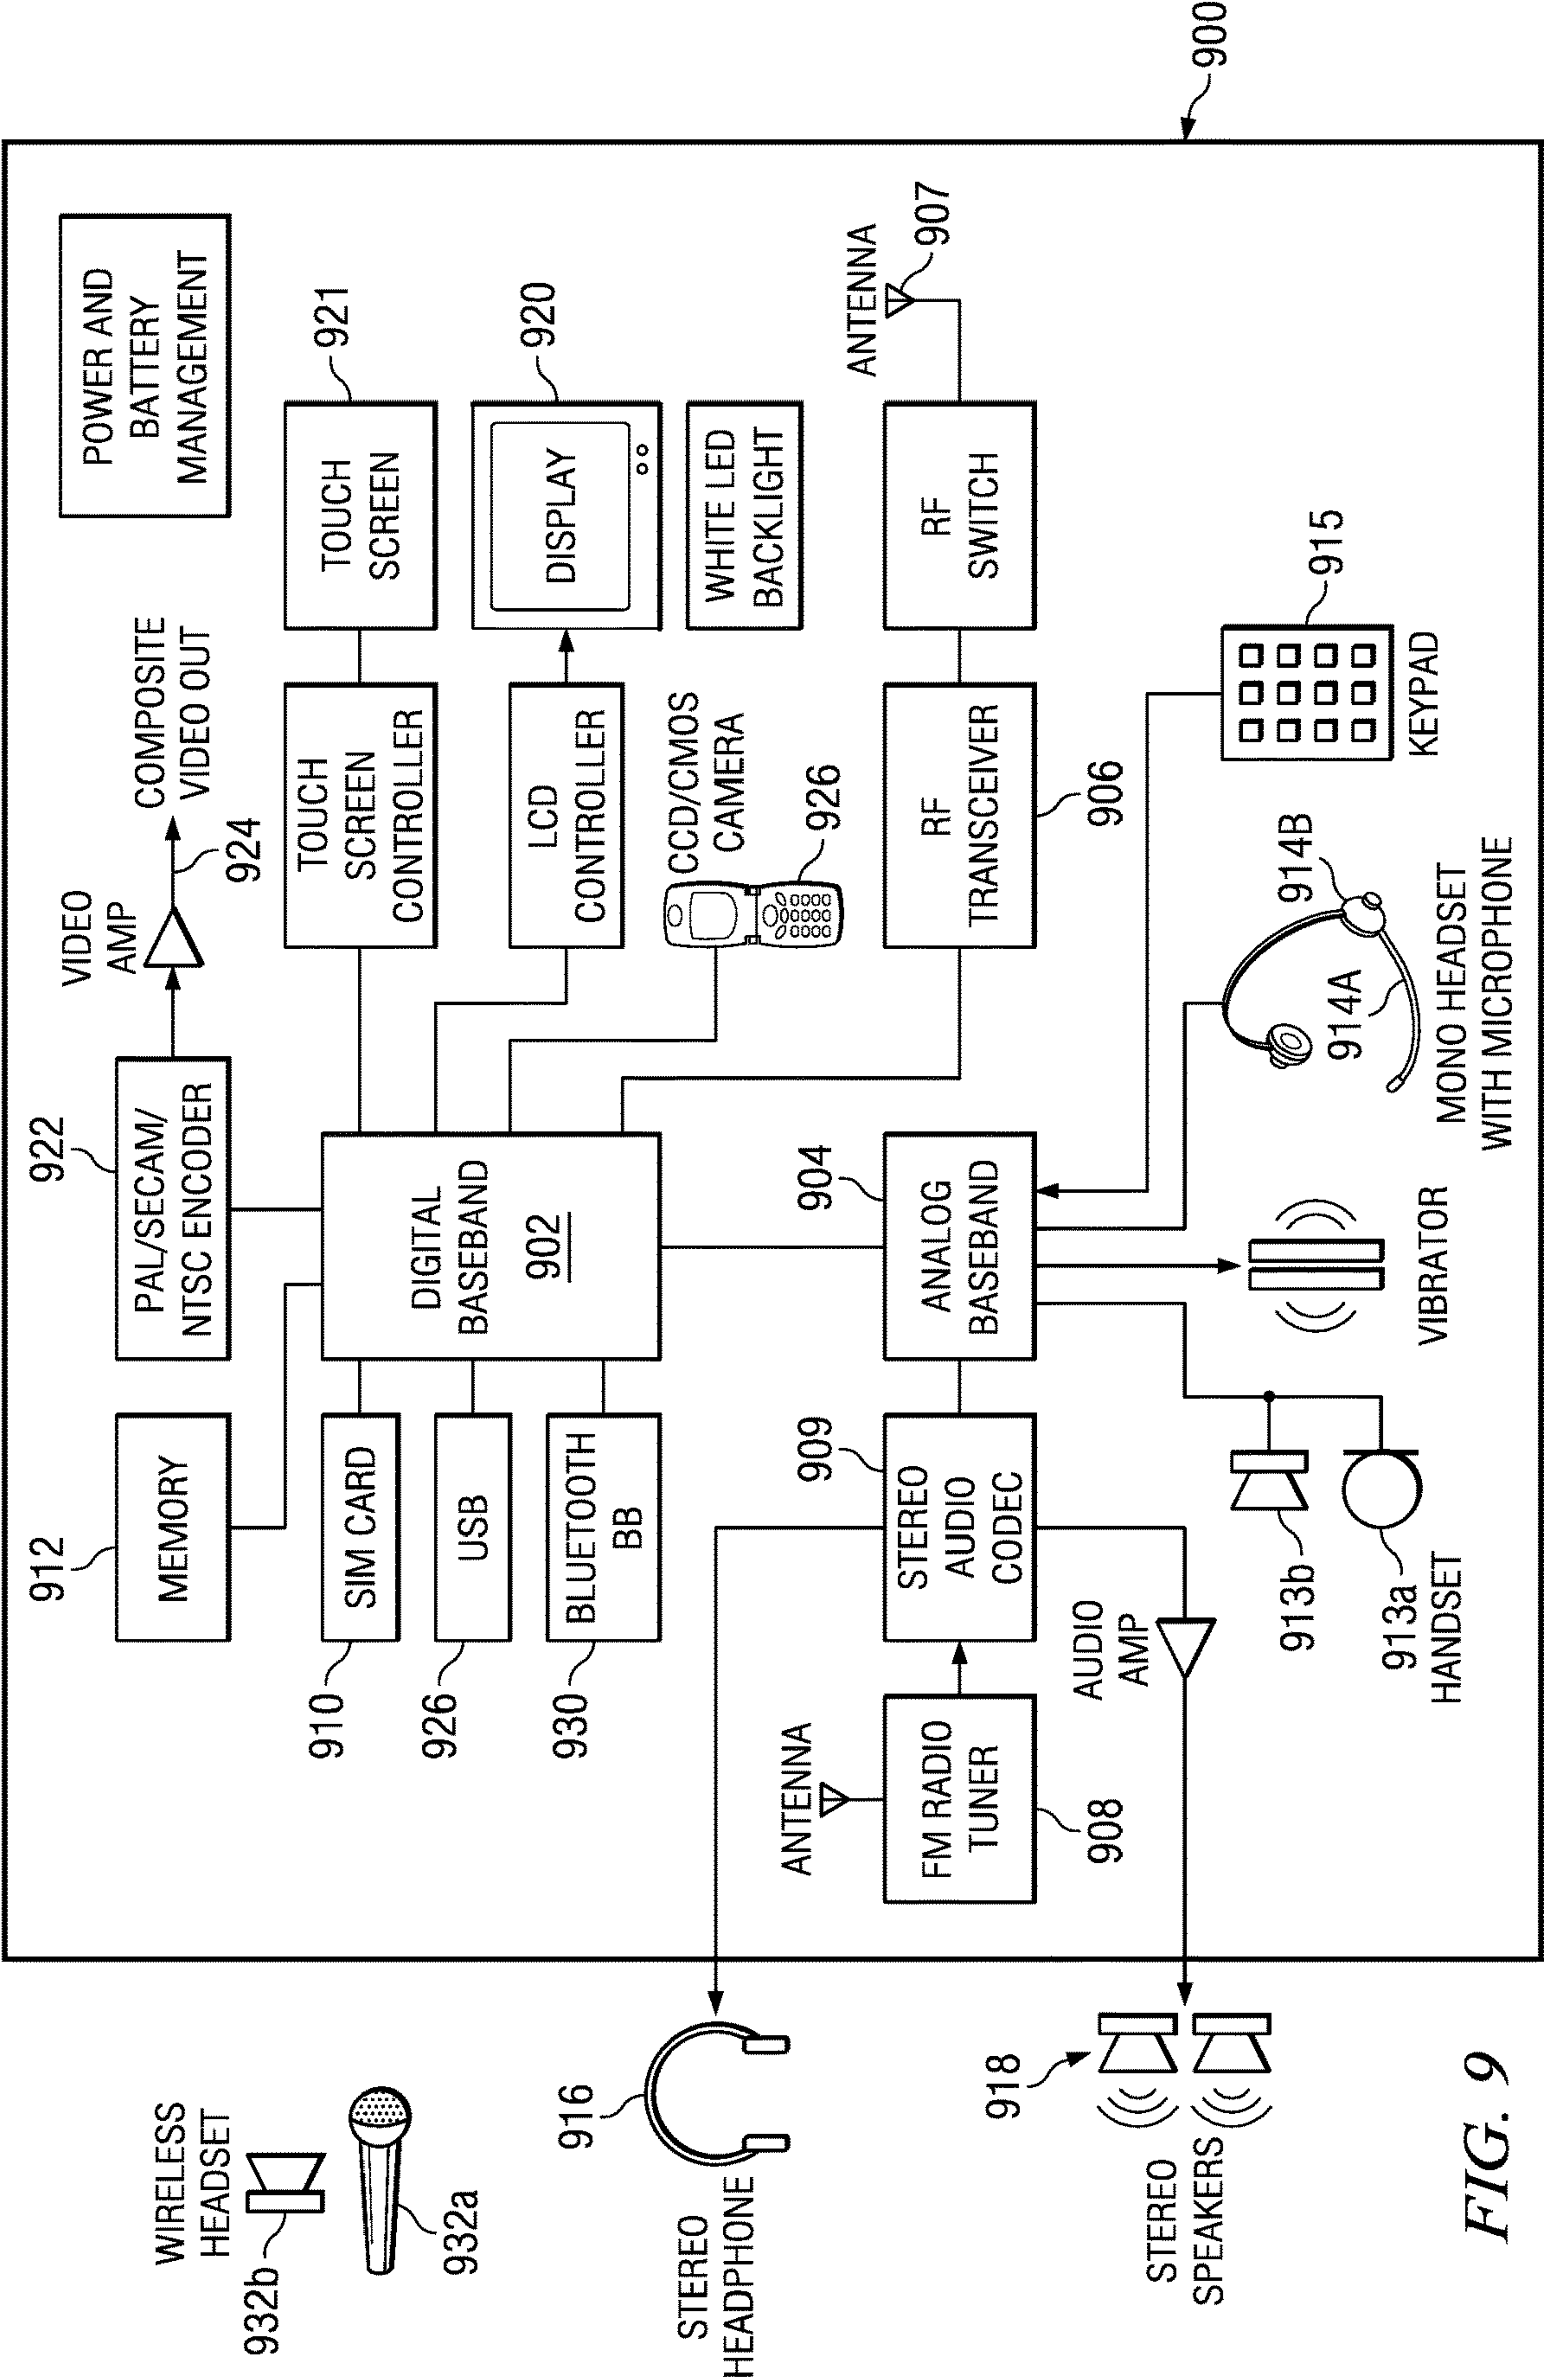 900
POWER AND
BATTERY
MANAGEMENT
COMPOSITE
VIDEO OUT
924
VIDEO
AMP
922
PAL/SECAM/
NTSC ENCODER
912
MEMORY
921
TOUCH
SCREEN
TOUCH
SCREEN
CONTROLLER
920
DISPLAY
LCD
CONTROLLER
WHITE LED
BACKLIGHT
CCD/CMOS
CAMERA
926
DIGITAL
BASEBAND
902
SIM CARD
910
USB
926
BLUETOOTH
BB
930
WIRELESS
HEADSET
932b
932a
ANTENNA
907
RF
SWITCH
RF
TRANSCEIVER
906
904
ANALOG
BASEBAND
909
STEREO
AUDIO
CODEC
ANTENNA
FM RADIO
TUNER
908
916
STEREO
HEADPHONE
AUDIO
AMP
918
STEREO
SPEAKERS
915
KEYPAD
914B
914A
MONO HEADSET
WITH MICROPHONE
VIBRATOR
913b
913a
HANDSET
FIG. 9